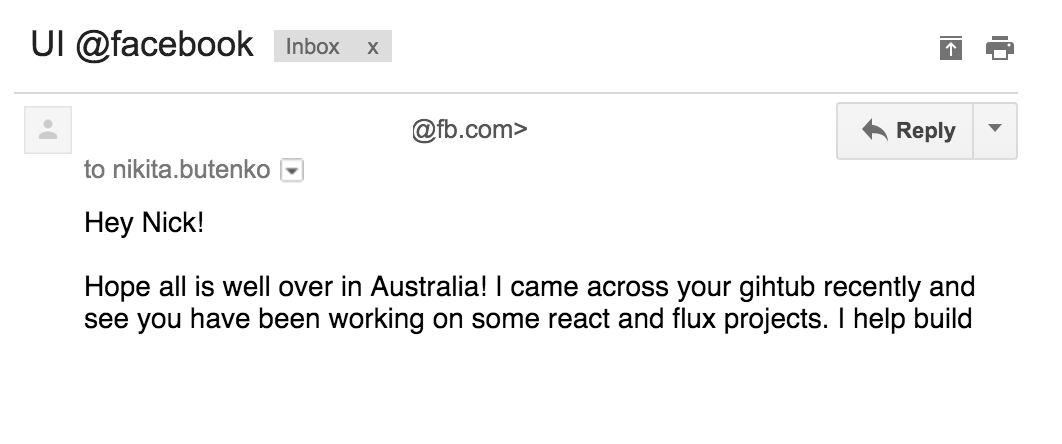 UI @facebook Inbox x
@fb.com> Reply
to nikita.butenko
Hey Nick!
Hope all is well over in Australia! I came across your gihtub recently and
see you have been working on some react and flux projects. I help build